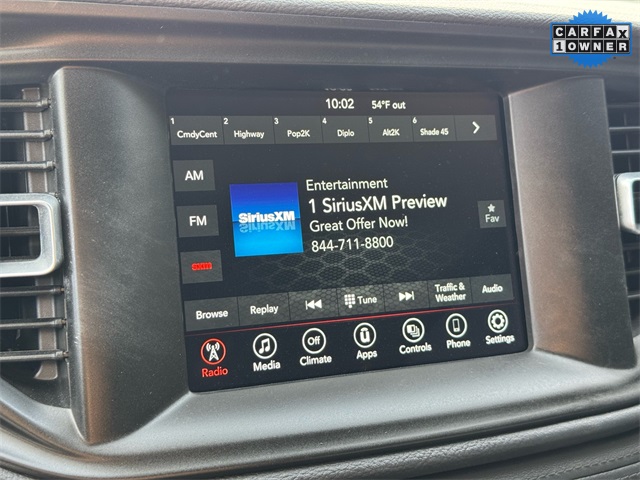 CARFAX
1 OWNER
10:02 54°F out
1 CmdyCent 2 Highway 3 Pop2K 4 Diplo 5 Alt2K 6 Shade 45
AM
FM
SiriusXM
Entertainment
1 SiriusXM Preview
Great Offer Now!
844-711-8800
Fav
Browse Replay Tune Traffic & Weather Audio
Radio Media Off Climate Apps Controls Phone Settings